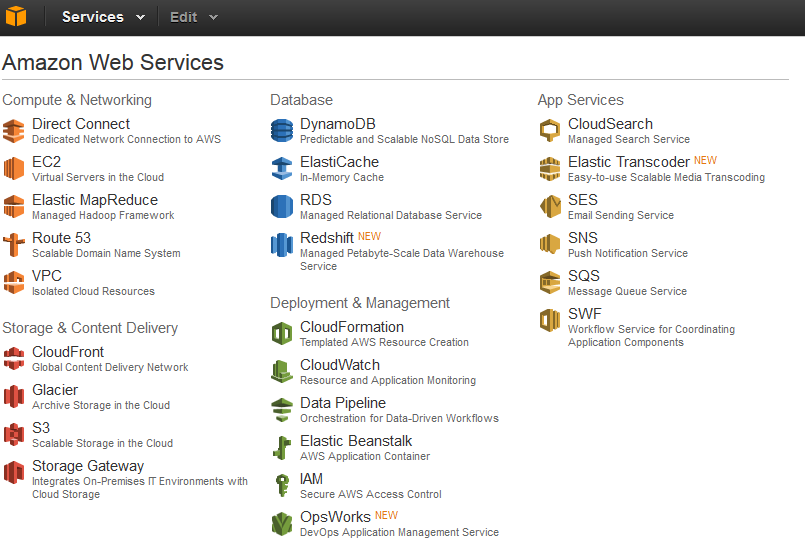 Services Edit
Amazon Web Services
Compute & Networking
Direct Connect
Dedicated Network Connection to AWS
EC2
Virtual Servers in the Cloud
Elastic MapReduce
Managed Hadoop Framework
Route 53
Scalable Domain Name System
VPC
Isolated Cloud Resources
Storage & Content Delivery
CloudFront
Global Content Delivery Network
Glacier
Archive Storage in the Cloud
S3
Scalable Storage in the Cloud
Storage Gateway
Integrates On-Premises IT Environments with
Cloud Storage
Database
DynamoDB
Predictable and Scalable NoSQL Data Store
ElastiCache
In-Memory Cache
RDS
Managed Relational Database Service
Redshift NEW
Managed Petabyte-Scale Data Warehouse
Service
Deployment & Management
CloudFormation
Templated AWS Resource Creation
CloudWatch
Resource and Application Monitoring
Data Pipeline
Orchestration for Data-Driven Workflows
Elastic Beanstalk
AWS Application Container
IAM
Secure AWS Access Control
OpsWorks NEW
DevOps Application Management Service
App Services
CloudSearch
Managed Search Service
Elastic Transcoder NEW
Easy-to-use Scalable Media Transcoding
SES
Email Sending Service
SNS
Push Notification Service
SQS
Message Queue Service
SWF
Workflow Service for Coordinating
Application Components